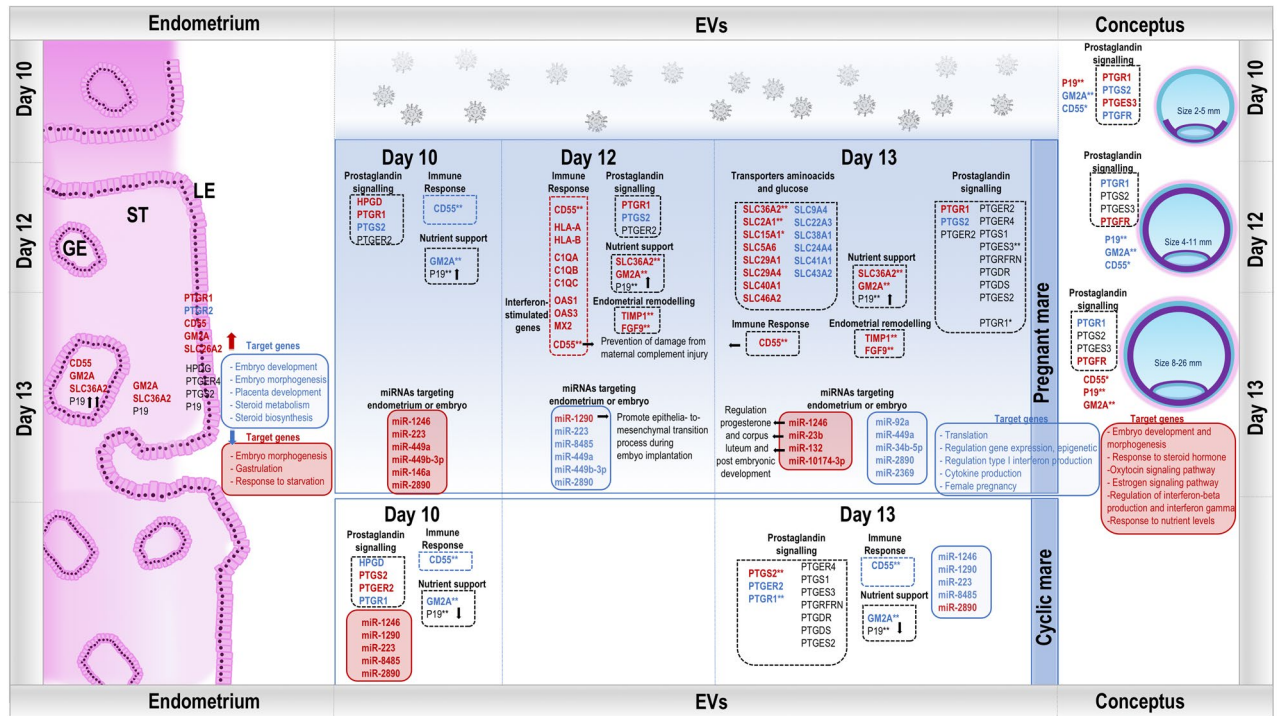 Endometrium
EVs
Conceptus
Day 10
Day 12
Day 13
LE
ST
GE
PTGR1
PTGR2
CD55
GM2A
SLC26A2
HPDG
PTGER4
PTGS2
P19
CD55
GM2A
SLC36A2
P19
GM2A
SLC36A2
P19
Target genes
- Embryo development
- Embryo morphogenesis
- Placenta development
- Steroid metabolism
- Steroid biosynthesis
Target genes
- Embryo morphogenesis
- Gastrulation
- Response to starvation
Day 10
Prostaglandin
signalling
HPGD
PTGR1
PTGS2
PTGER2
Immune
Response
CD55**
Nutrient support
GM2A**
P19**
miRNAs targeting
endometrium or embryo
miR-1246
miR-223
miR-449a
miR-449b-3p
miR-146a
miR-2890
Day 12
Immune
Response
CD55**
HLA-A
HLA-B
C1QA
C1QB
C1QC
Interferon-
stimulated
genes
OAS1
OAS3
MX2
CD55**
Prevention of damage from
maternal complement injury
Prostaglandin
signalling
PTGR1
PTGS2
PTGER2
Nutrient support
SLC36A2**
GM2A**
P19**
Endometrial remodelling
TIMP1**
FGF9**
miRNAs targeting
endometrium or embryo
miR-1290
miR-223
miR-8485
miR-449a
miR-449b-3p
miR-2890
Promote epithelia- to-
mesenchymal transition
process during
embyo implantation
Day 13
Transporters aminoacids
and glucose
SLC36A2** SLC9A4
SLC2A1** SLC22A3
SLC15A1* SLC38A1
SLC5A6 SLC24A4
SLC29A1 SLC41A1
SLC29A4 SLC43A2
SLC40A1
SLC46A2
Immune Response
CD55**
Nutrient support
SLC36A2**
GM2A**
P19**
Endometrial remodelling
TIMP1**
FGF9**
Prostaglandin
signalling
PTGR1 PTGER2
PTGS2 PTGER4
PTGER2 PTGS1
PTGES3**
PTGRFRN
PTGDR
PTGDS
PTGES2
PTGR1*
miRNAs targeting
endometrium or embryo
Regulation
progesterone
and corpus
luteum and
post embryonic
development
miR-1246
miR-23b
miR-132
miR-10174-3p
miR-92a
miR-449a
miR-34b-5p
miR-2890
miR-2369
Target genes
- Translation
- Regulation gene expression, epigenetic
- Regulation type I interferon production
- Cytokine production
- Female pregnancy
Pregnant mare
Day 10
Prostaglandin
signalling
HPGD
PTGS2
PTGER2
PTGR1
Immune
Response
CD55**
Nutrient support
GM2A**
P19**
miR-1246
miR-1290
miR-223
miR-8485
miR-2890
Day 13
Prostaglandin
signalling
PTGS2** PTGER4
PTGER2 PTGS1
PTGR1** PTGES3
PTGRFRN
PTGDR
PTGDS
PTGES2
Immune
Response
CD55**
Nutrient support
GM2A**
P19**
miR-1246
miR-1290
miR-223
miR-8485
miR-2890
Cyclic mare
Prostaglandin
signalling
P19**
GM2A**
CD55*
PTGR1
PTGS2
PTGES3
PTGFR
Size 2-5 mm
Prostaglandin
signalling
PTGR1
PTGS2
PTGES3
PTGFR
P19**
GM2A**
CD55*
Size 4-11 mm
Prostaglandin
signalling
PTGR1
PTGS2
PTGES3
PTGFR
CD55*
P19**
GM2A**
Size 8-26 mm
Target genes
- Embryo development and
morphogenesis
- Response to steroid hormone
-Oxytocin signaling pathway
- Estrogen signaling pathway
-Regulation of interferon-beta
production and interferon gamma
-Response to nutrient levels
Day 10
Day 12
Day 13
Endometrium
EVs
Conceptus